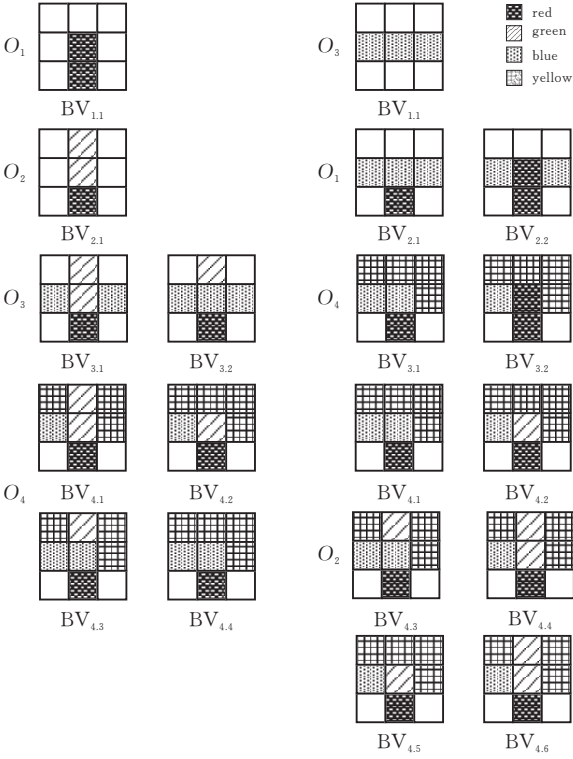 O1
BV1.1
O3
BV1.1
red
green
blue
yellow
O2
BV2.1
O1
BV2.1 BV2.2
O3
BV3.1 BV3.2
O4
BV3.1 BV3.2
O4
BV4.1 BV4.2
BV4.3 BV4.4
O2
BV4.1 BV4.2
BV4.3 BV4.4
BV4.5 BV4.6